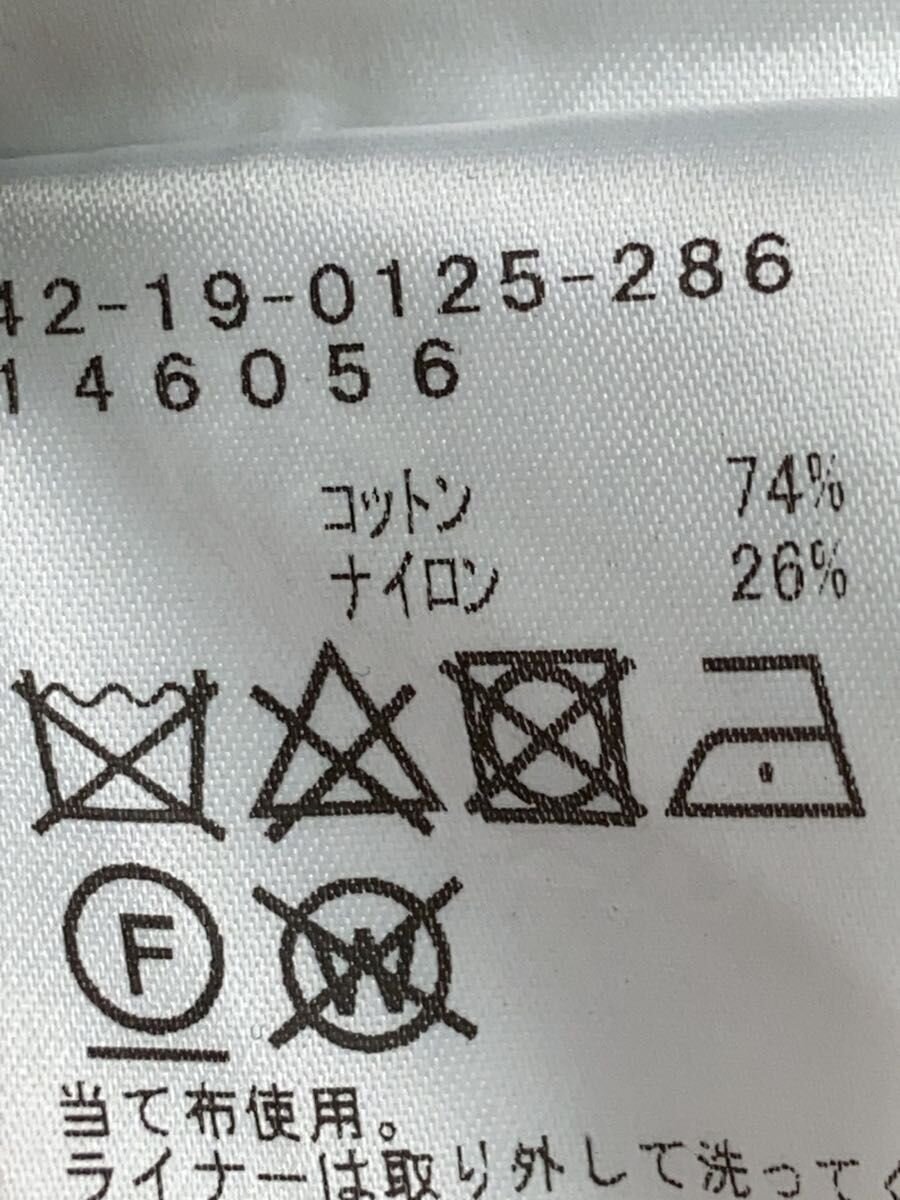 42-19-0125-286
146056
コットン 74%
ナイロン 26%
F
W
当て布使用。
ライナーは取り外して洗ってく